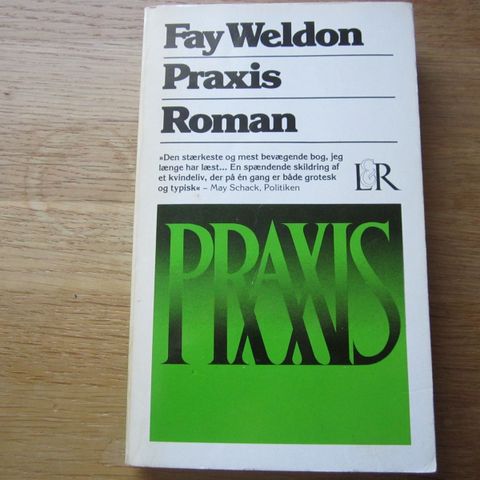 Fay Weldon
Praxis
Roman
»Den stærkeste og mest bevægende bog, jeg
længe har læst... En spændende skildring af
et kvindeliv, der på én gang er både grotesk
og typisk« – May Schack, Politiken
L&R
PRAXIS